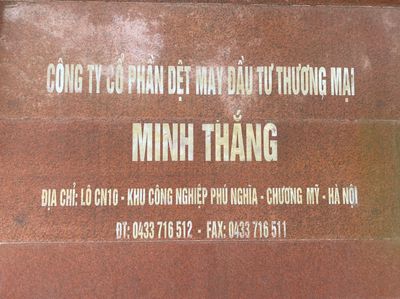 CÔNG TY CỔ PHẦN DỆT MAY ĐẦU TƯ THƯƠNG MẠI
MINH THẮNG
ĐỊA CHỈ: LÔ CN10 - KHU CÔNG NGHIỆP PHÚ NGHĨA - CHƯƠNG MỸ - HÀ NỘI
ĐT: 0433 716 512 - FAX: 0433 716 511